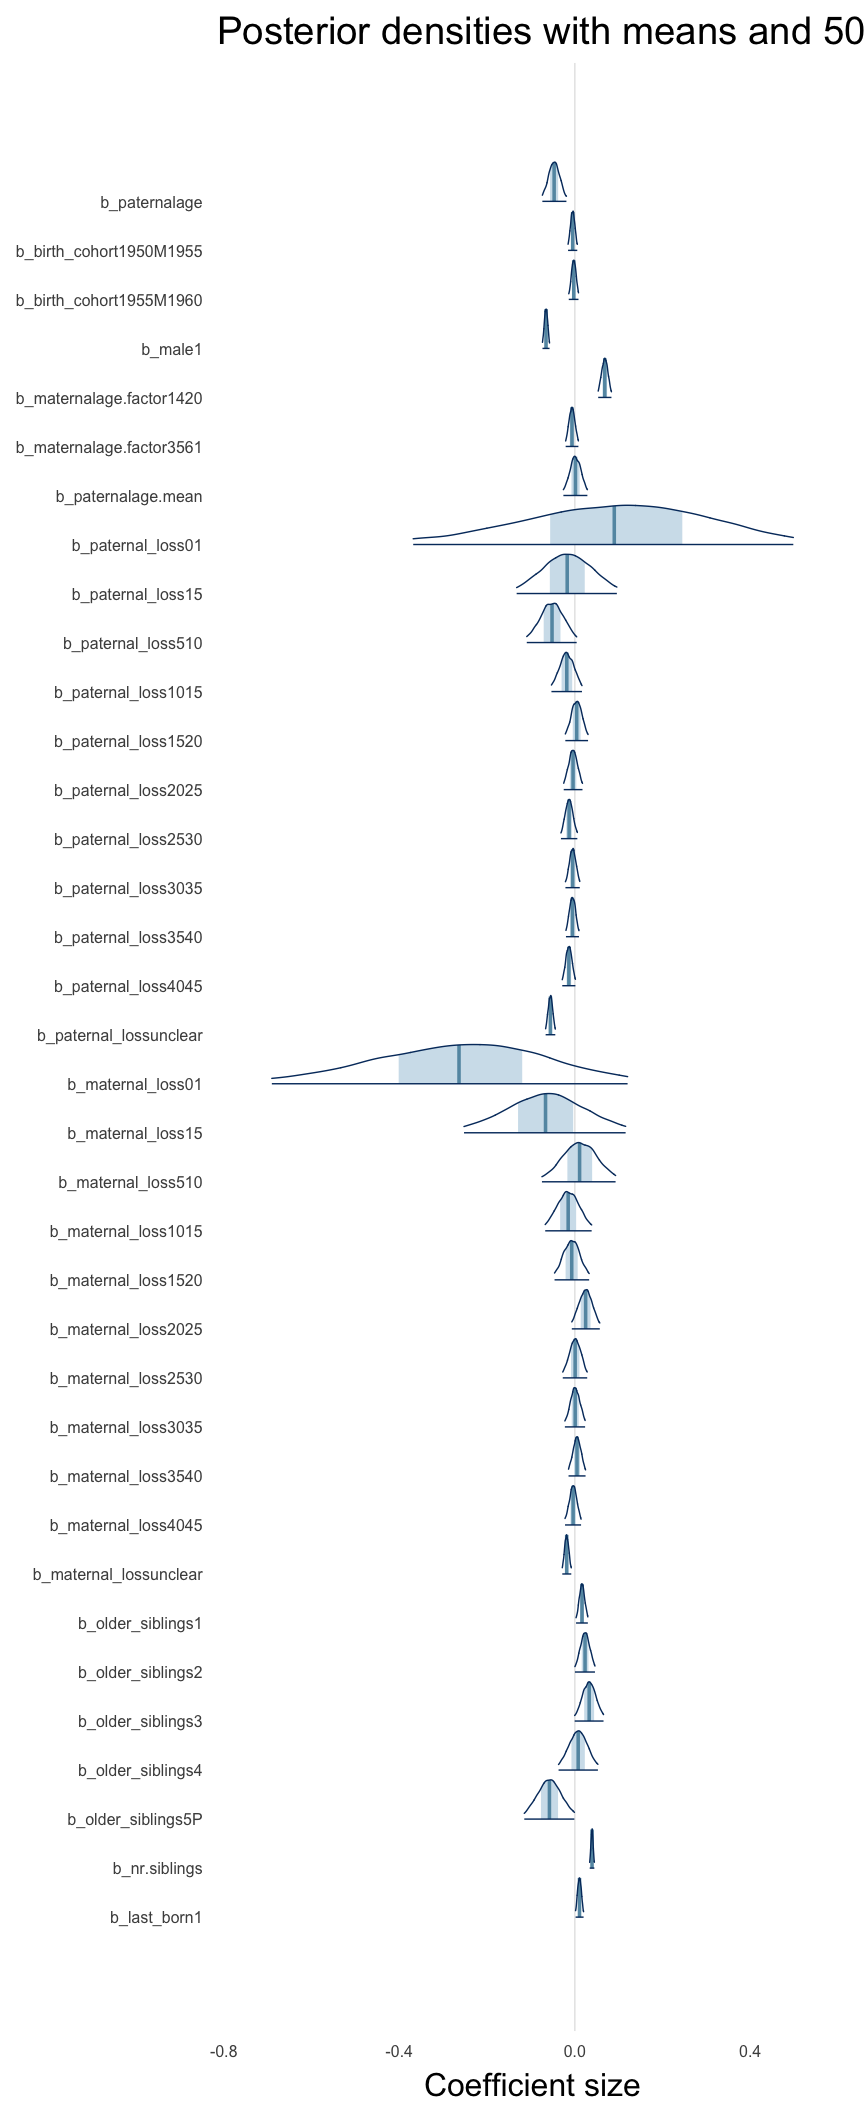 Posterior densities with means and 50
b_paternalage
b_birth_cohort1950M1955
b_birth_cohort1955M1960
b_male1
b_maternalage.factor1420
b_maternalage.factor3561
b_paternalage.mean
b_paternal_loss01
b_paternal_loss15
b_paternal_loss510
b_paternal_loss1015
b_paternal_loss1520
b_paternal_loss2025
b_paternal_loss2530
b_paternal_loss3035
b_paternal_loss3540
b_paternal_loss4045
b_paternal_lossunclear
b_maternal_loss01
b_maternal_loss15
b_maternal_loss510
b_maternal_loss1015
b_maternal_loss1520
b_maternal_loss2025
b_maternal_loss2530
b_maternal_loss3035
b_maternal_loss3540
b_maternal_loss4045
b_maternal_lossunclear
b_older_siblings1
b_older_siblings2
b_older_siblings3
b_older_siblings4
b_older_siblings5P
b_nr.siblings
b_last_born1
-0.8 -0.4 0.0 0.4
Coefficient size